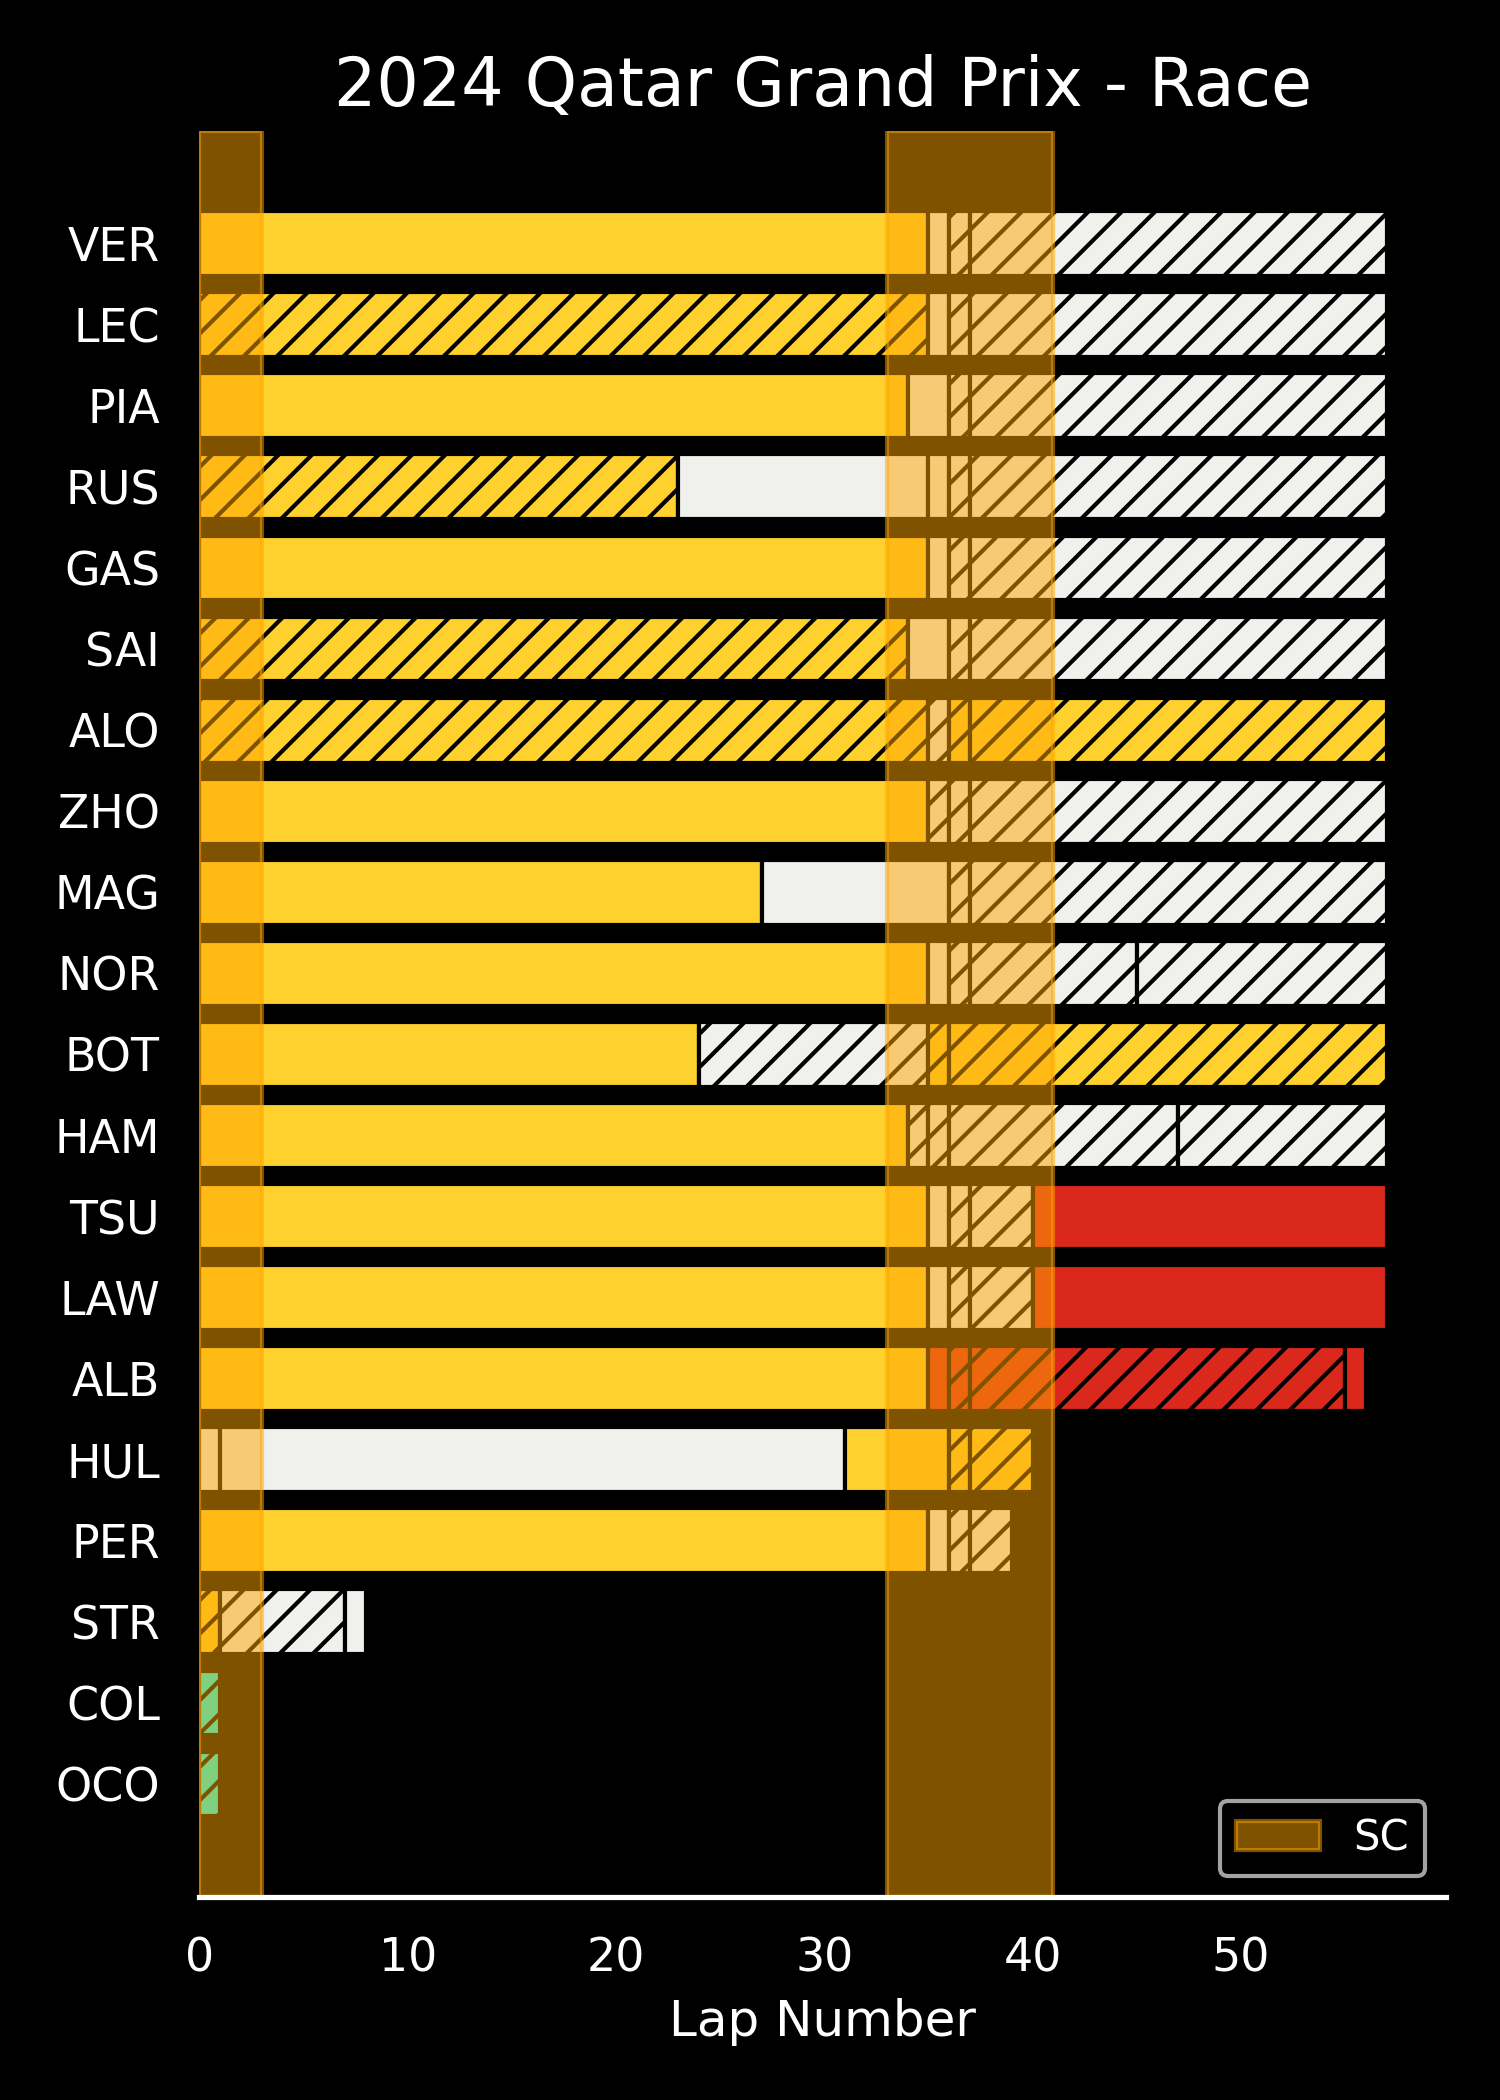 2024 Qatar Grand Prix - Race
VER
LEC
PIA
RUS
GAS
SAI
ALO
ZHO
MAG
NOR
BOT
HAM
TSU
LAW
ALB
HUL
PER
STR
COL
OCO
SC
0 10 20 30 40 50
Lap Number